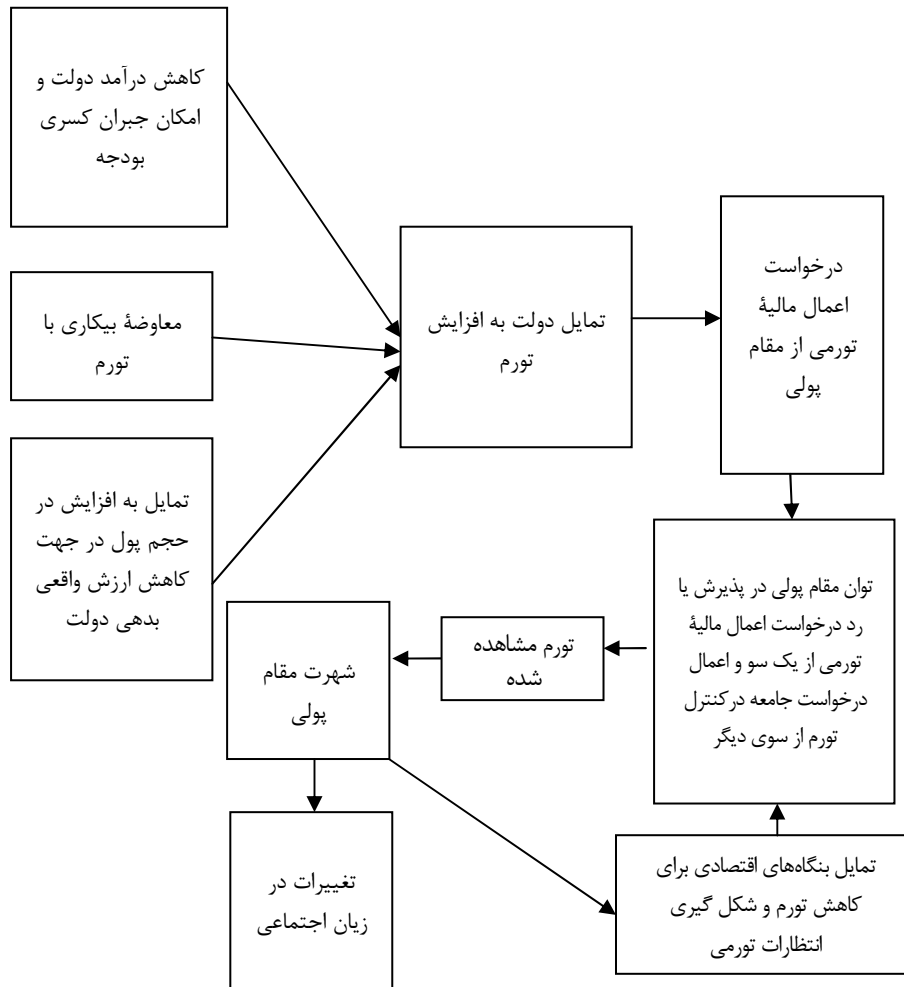 کاهش درآمد دولت و
امکان جبران کسری
بودجه
معاوضۀ بیکاری با
تورم
تمایل به افزایش در
حجم پول در جهت
کاهش ارزش واقعی
بدهی دولت
تمایل دولت به افزایش
تورم
درخواست
اعمال مالیۀ
تورمی از مقام
پولی
توان مقام پولی در پذیرش یا
رد درخواست اعمال مالیۀ
تورمی از یک سو و اعمال
درخواست جامعه درکنترل
تورم از سوی دیگر
تورم مشاهده
شده
شهرت مقام
پولی
تغییرات در
زیان اجتماعی
تمایل بنگاه‌های اقتصادی برای
کاهش تورم و شکل گیری
انتظارات تورمی